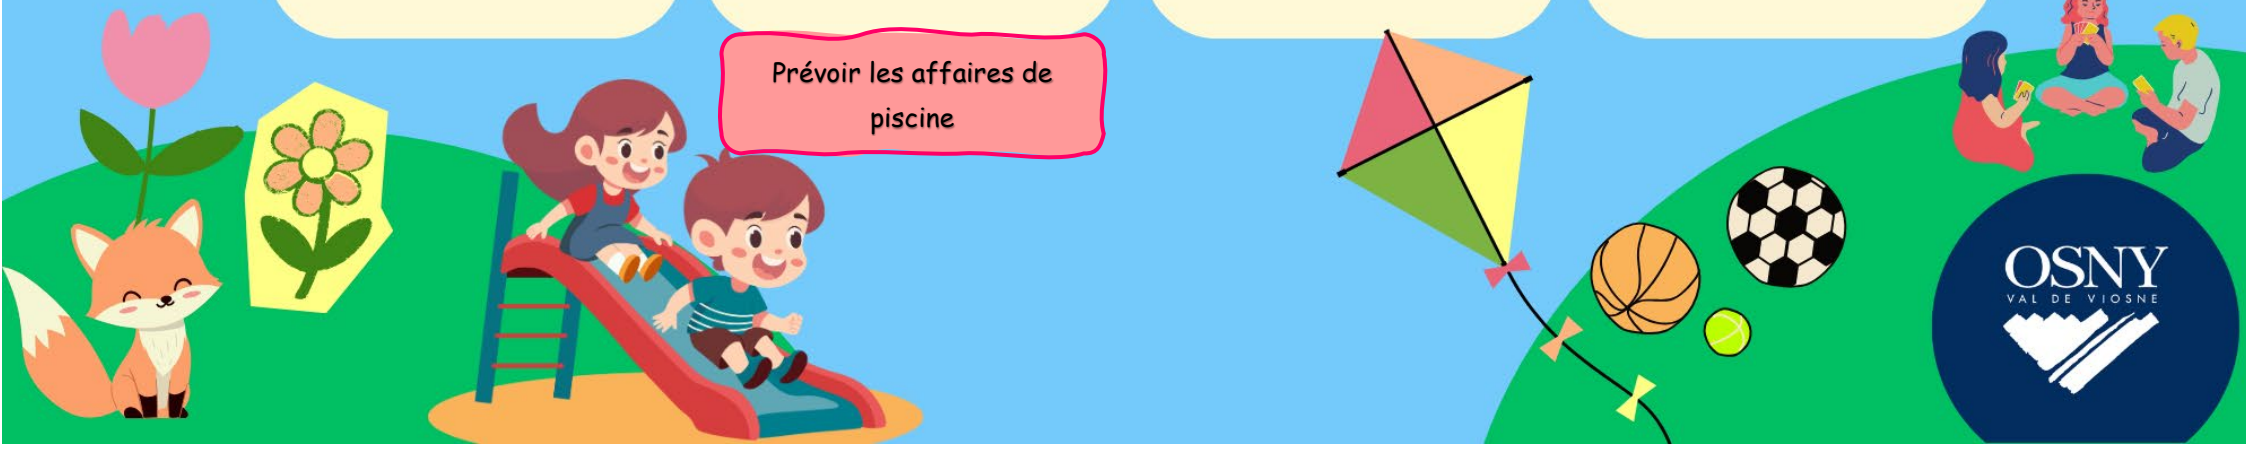 Prévoir les affaires de
piscine
OSNY
VAL DE VIOSNE